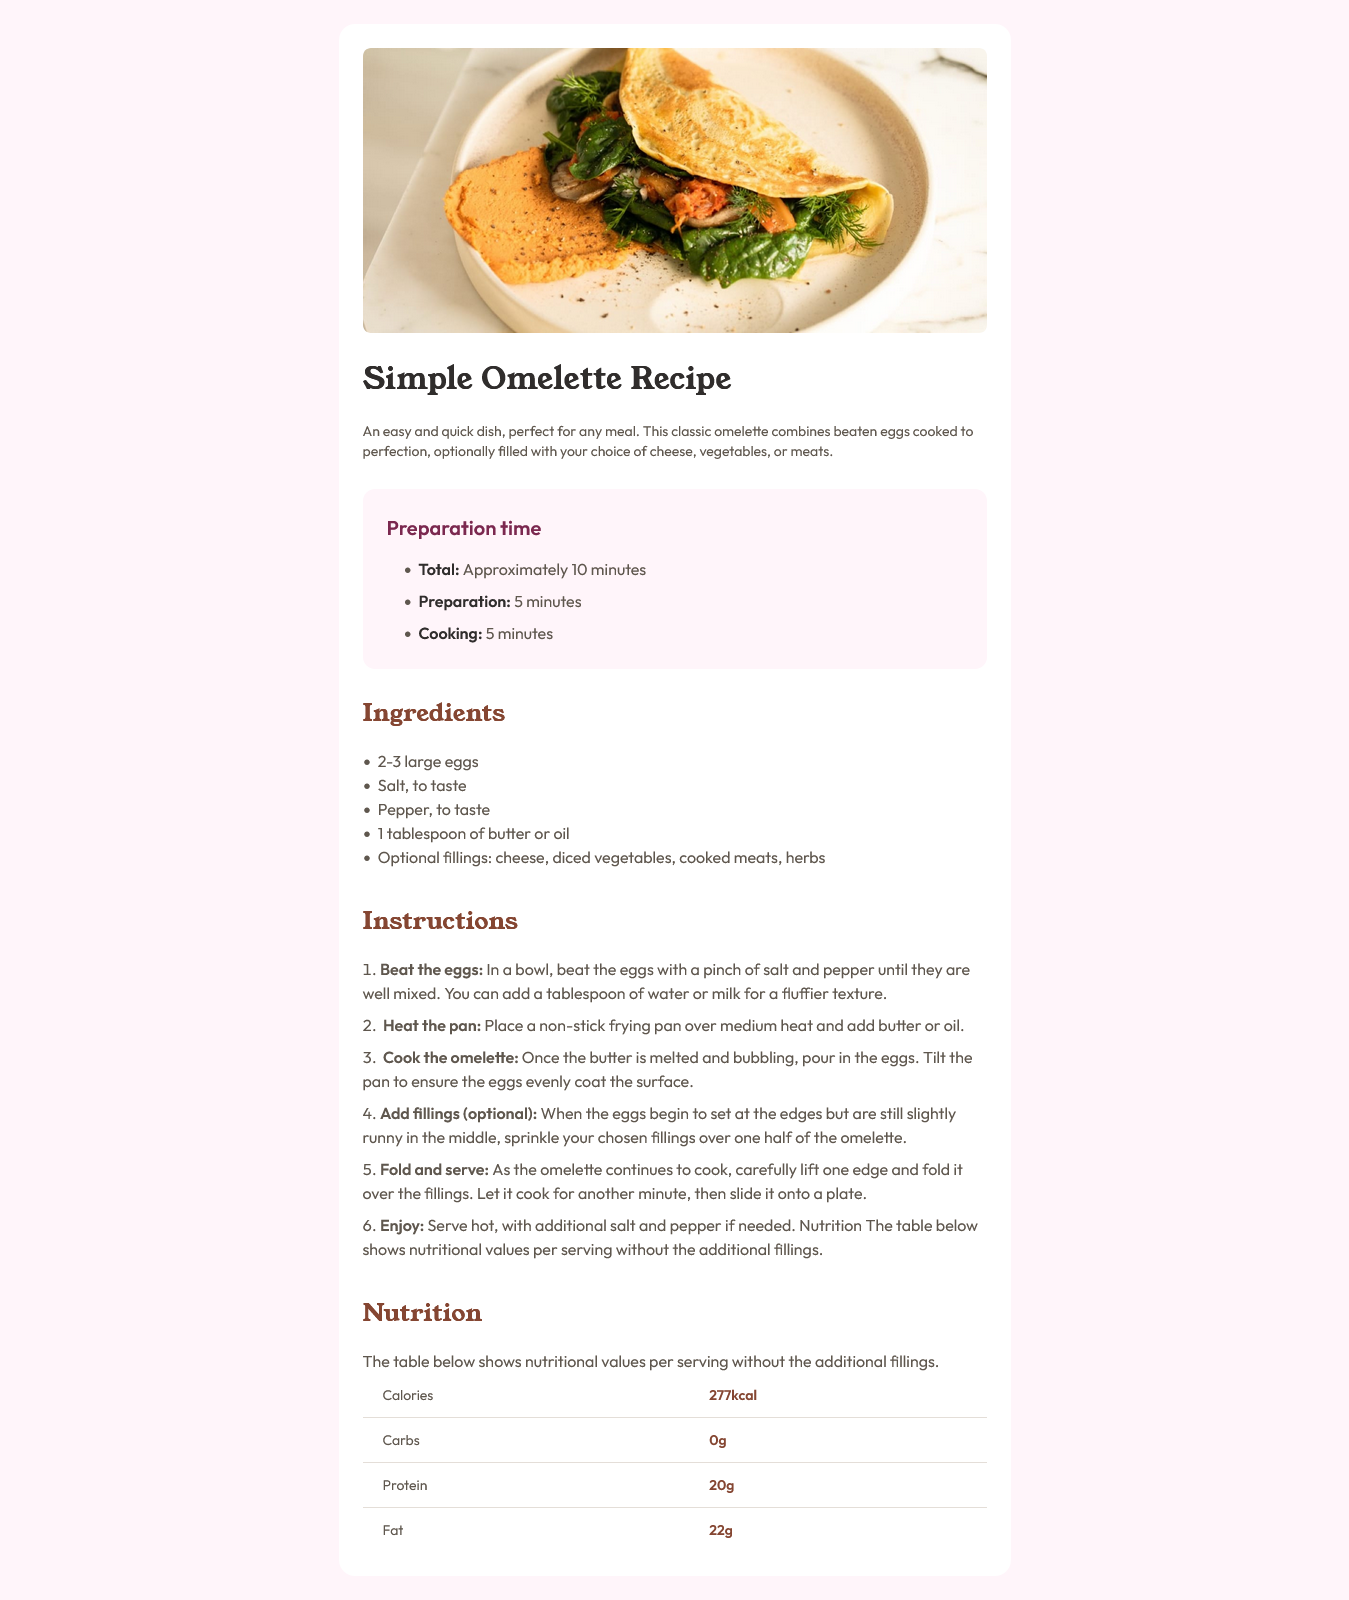 Simple Omelette Recipe
An easy and quick dish, perfect for any meal. This classic omelette combines beaten eggs cooked to
perfection, optionally filled with your choice of cheese, vegetables, or meats.
Preparation time
• Total: Approximately 10 minutes
• Preparation: 5 minutes
• Cooking: 5 minutes
Ingredients
• 2-3 large eggs
• Salt, to taste
• Pepper, to taste
• 1 tablespoon of butter or oil
• Optional fillings: cheese, diced vegetables, cooked meats, herbs
Instructions
1. Beat the eggs: In a bowl, beat the eggs with a pinch of salt and pepper until they are
well mixed. You can add a tablespoon of water or milk for a fluffier texture.
2. Heat the pan: Place a non-stick frying pan over medium heat and add butter or oil.
3. Cook the omelette: Once the butter is melted and bubbling, pour in the eggs. Tilt the
pan to ensure the eggs evenly coat the surface.
4. Add fillings (optional): When the eggs begin to set at the edges but are still slightly
runny in the middle, sprinkle your chosen fillings over one half of the omelette.
5. Fold and serve: As the omelette continues to cook, carefully lift one edge and fold it
over the fillings. Let it cook for another minute, then slide it onto a plate.
6. Enjoy: Serve hot, with additional salt and pepper if needed. Nutrition The table below
shows nutritional values per serving without the additional fillings.
Nutrition
The table below shows nutritional values per serving without the additional fillings.
Calories 277kcal
Carbs 0g
Protein 20g
Fat 22g